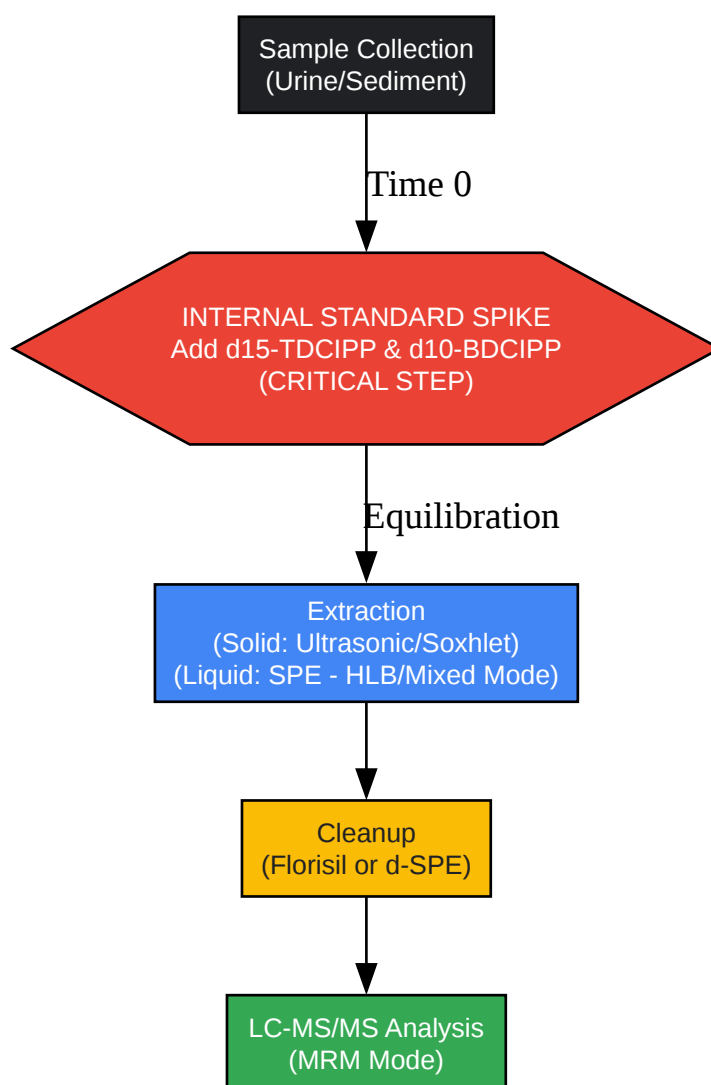 Sample Collection
(Urine/Sediment)
Time 0
INTERNAL STANDARD SPIKE
Add d15-TDCIPP & d10-BDCIPP
(CRITICAL STEP)
Equilibration
Extraction
(Solid: Ultrasonic/Soxhlet)
(Liquid: SPE - HLB/Mixed Mode)
Cleanup
(Florisil or d-SPE)
LC-MS/MS Analysis
(MRM Mode)